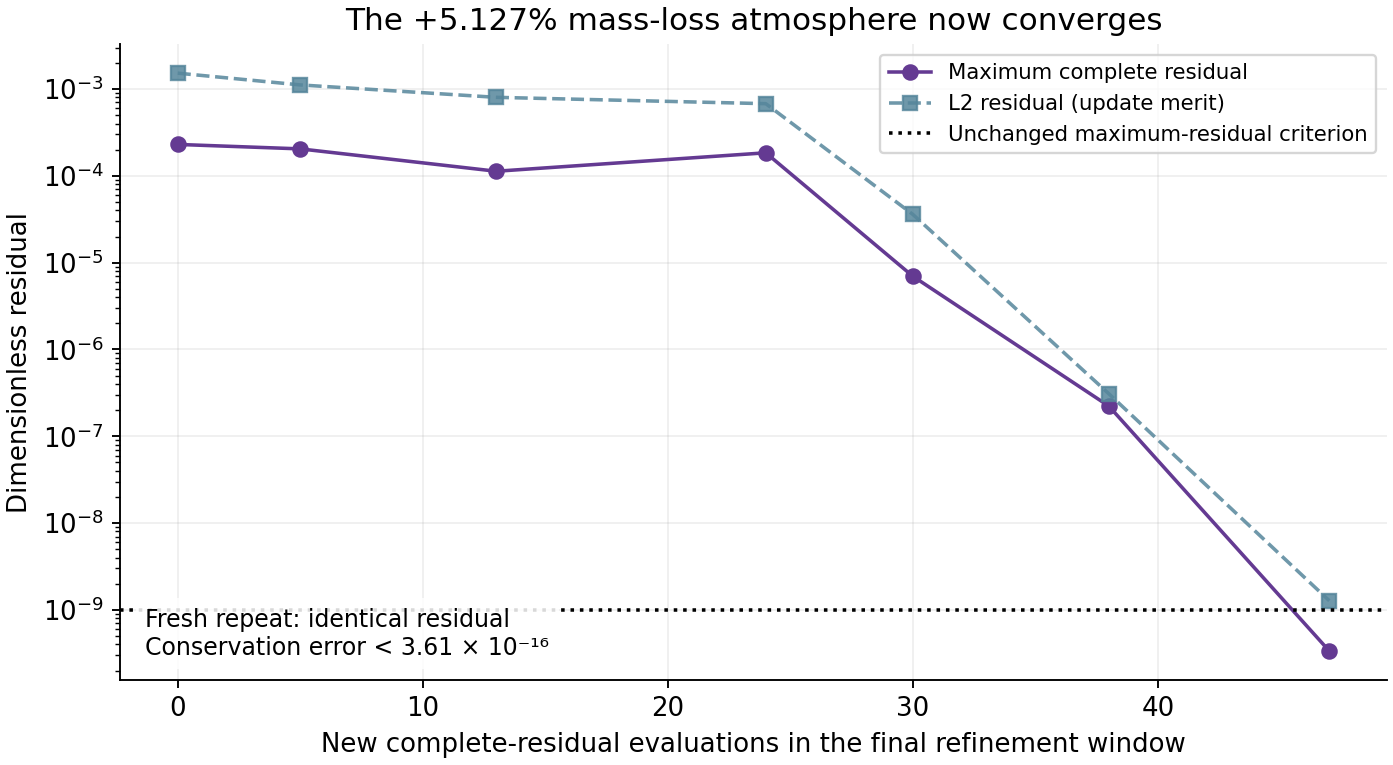 The +5.127% mass-loss atmosphere now converges
Maximum complete residual
L2 residual (update merit)
Unchanged maximum-residual criterion
Dimensionless residual
10⁻³
10⁻⁴
10⁻⁵
10⁻⁶
10⁻⁷
10⁻⁸
10⁻⁹
Fresh repeat: identical residual
Conservation error < 3.61 × 10⁻¹⁶
0 10 20 30 40
New complete-residual evaluations in the final refinement window